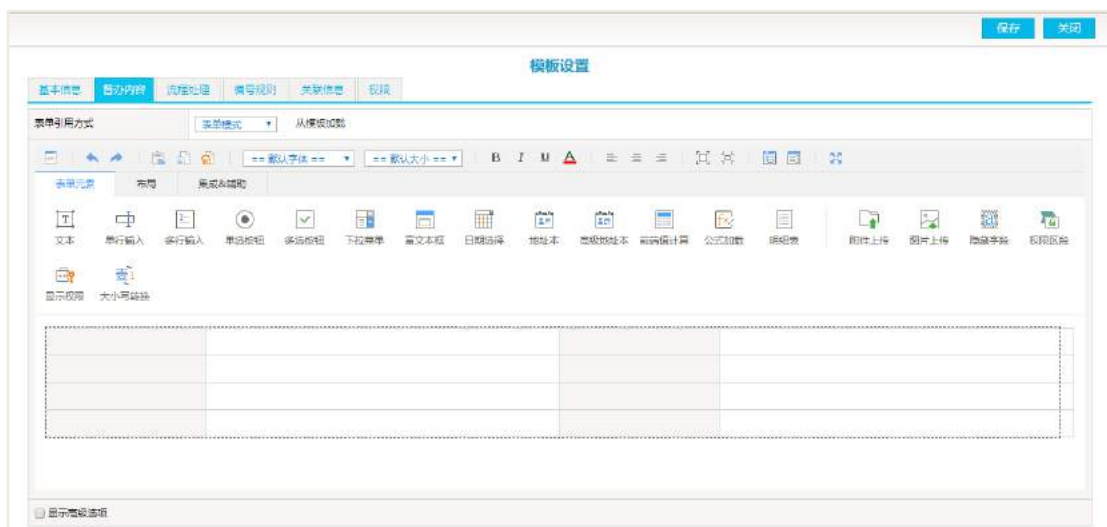 保存 关闭
模板设置
基本信息 督办内容 流程处理 编号规则 关联信息 权限
表单引用方式 表单模式 从模板加载
== 默认字体 == == 默认大小 == B I U A
表单元素 布局 集成&辅助
文本 单行输入 多行输入 单选按钮 多选按钮 下拉菜单 富文本框 日期选择 地址本 高级地址本 前端值计算 公式加载 明细表 附件上传 图片上传 隐藏字段 权限区段
显示权限 大小写转换
显示高级选项